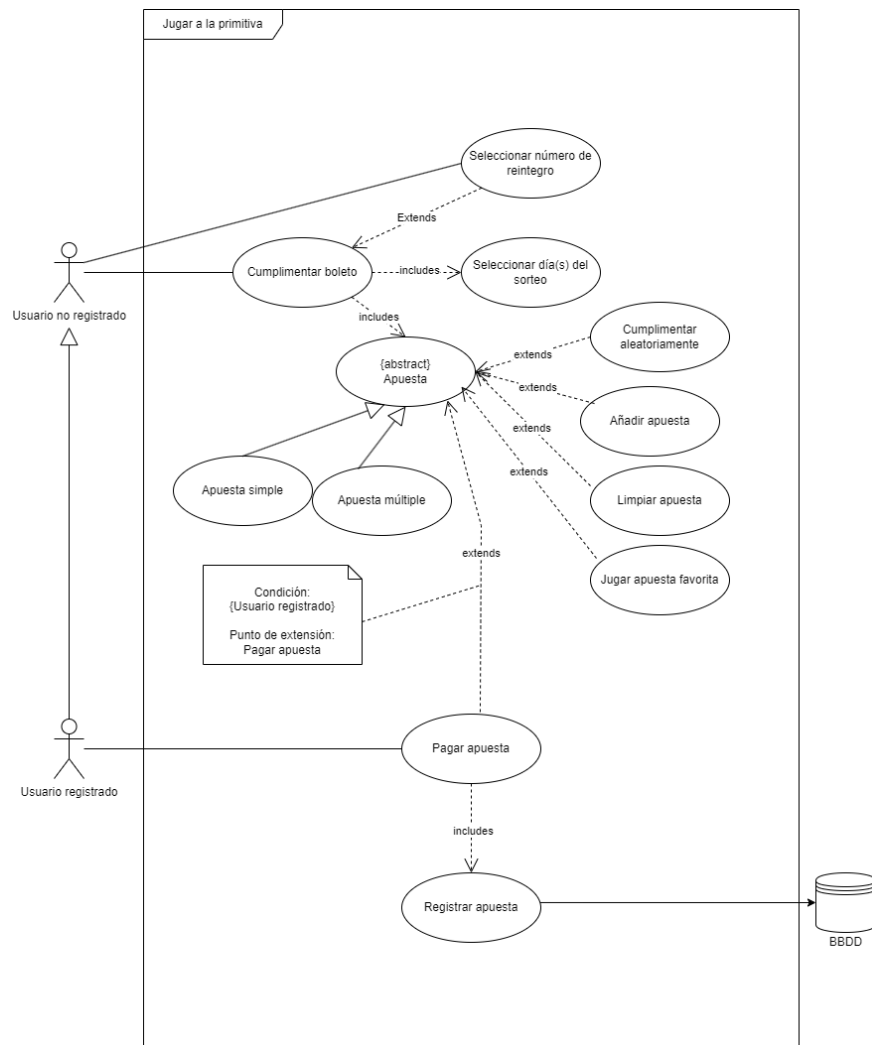 Jugar a la primitiva
Seleccionar número de
reintegro
Extends
Usuario no registrado
Cumplimentar boleto
includes
Seleccionar día(s) del
sorteo
includes
{abstract}
Apuesta
extends
Cumplimentar
aleatoriamente
extends
Añadir apuesta
extends
Limpiar apuesta
extends
Jugar apuesta favorita
Apuesta simple
Apuesta múltiple
extends
Condición:
{Usuario registrado}
Punto de extensión:
Pagar apuesta
Usuario registrado
Pagar apuesta
includes
Registrar apuesta
BBDD